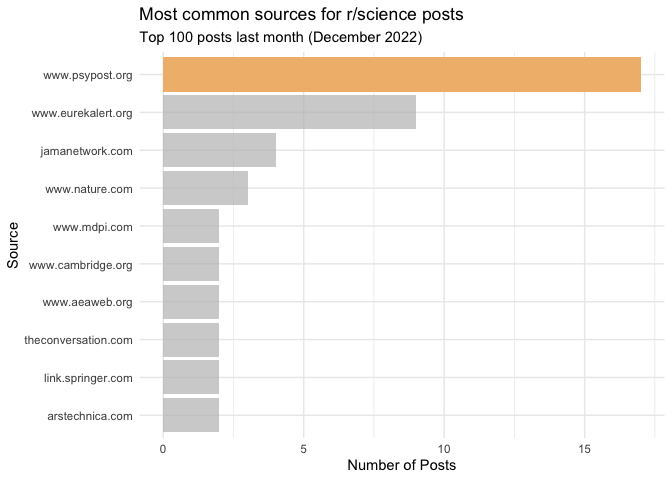 Most common sources for r/science posts
Top 100 posts last month (December 2022)
www.psypost.org
www.eurekalert.org
jamanetwork.com
www.nature.com
www.mdpi.com
www.cambridge.org
www.aeaweb.org
theconversation.com
link.springer.com
arstechnica.com
Source
0 5 10 15
Number of Posts